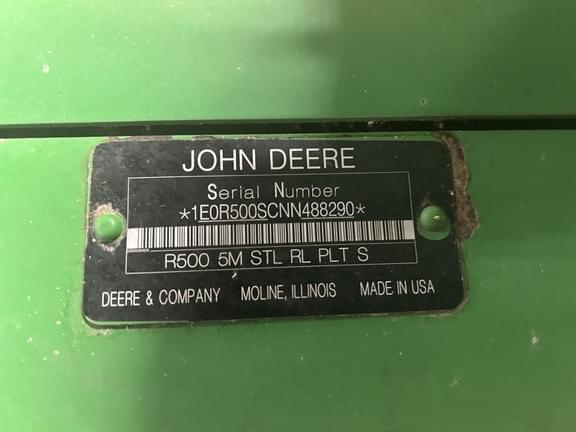 JOHN DEERE
Serial Number
*1E0R500SCNN488290*
R500 5M STL RL PLT S
DEERE & COMPANY MOLINE, ILLINOIS MADE IN USA